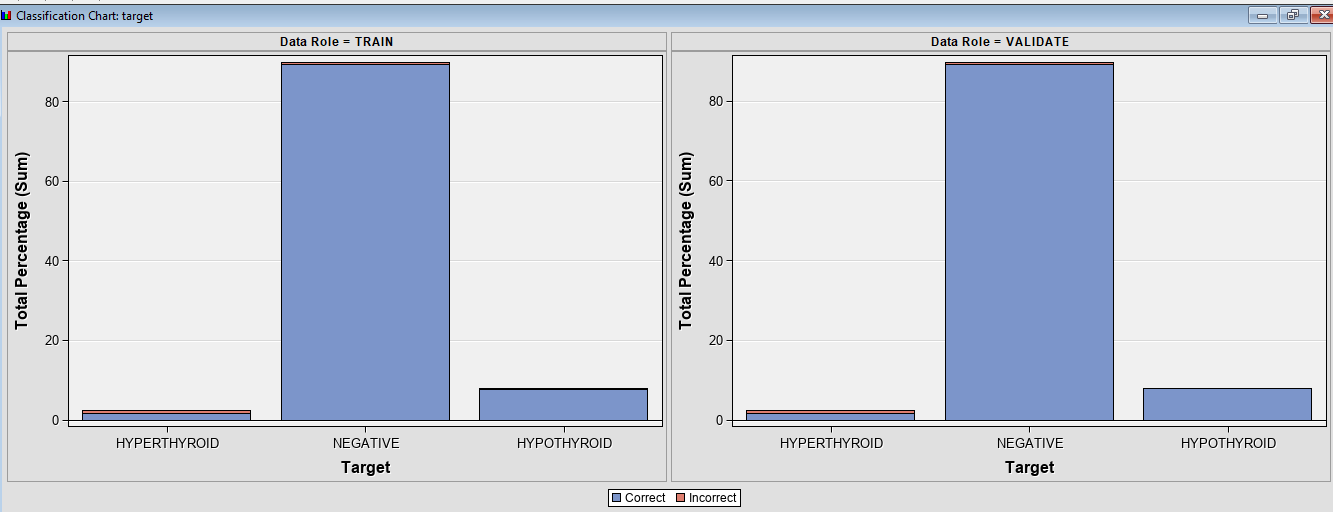 Classification Chart: target
Data Role = TRAIN
Total Percentage (Sum)
80
60
40
20
0
HYPERTHYROID NEGATIVE HYPOTHYROID
Target
Data Role = VALIDATE
Total Percentage (Sum)
80
60
40
20
0
HYPERTHYROID NEGATIVE HYPOTHYROID
Target
Correct Incorrect